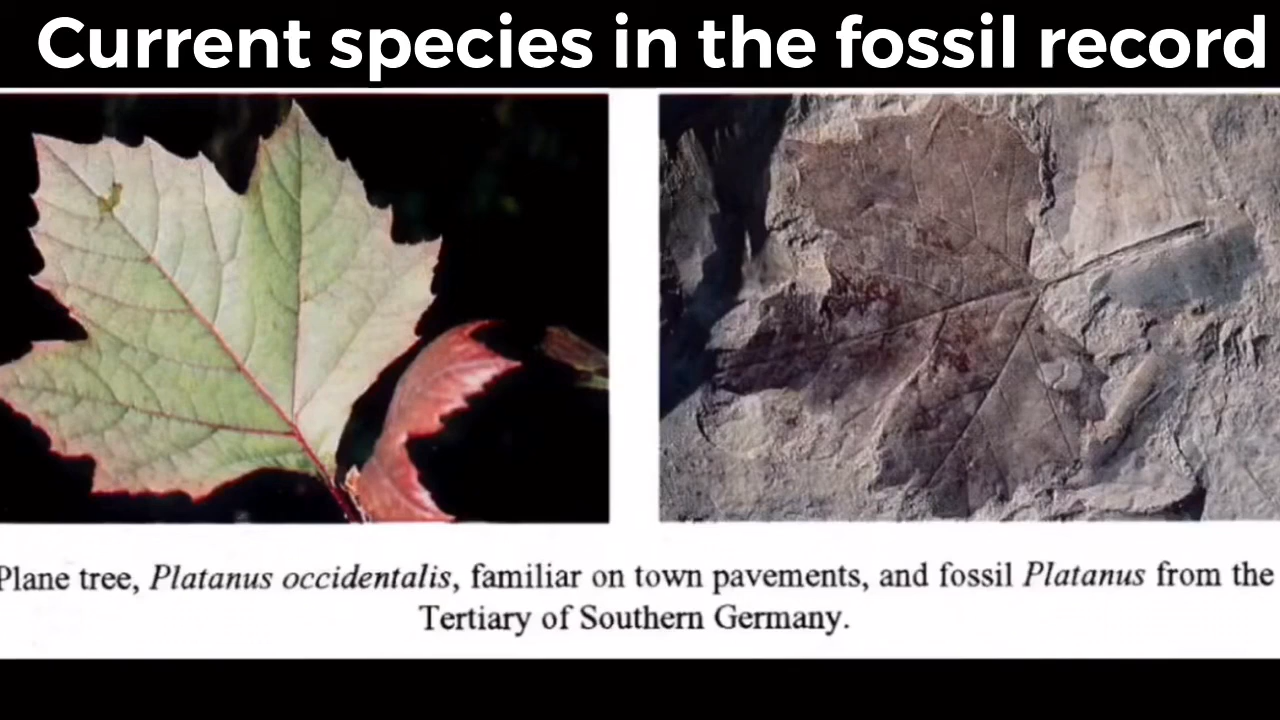 Current species in the fossil record
Plane tree, Platanus occidentalis, familiar on town pavements, and fossil Platanus from the
Tertiary of Southern Germany.